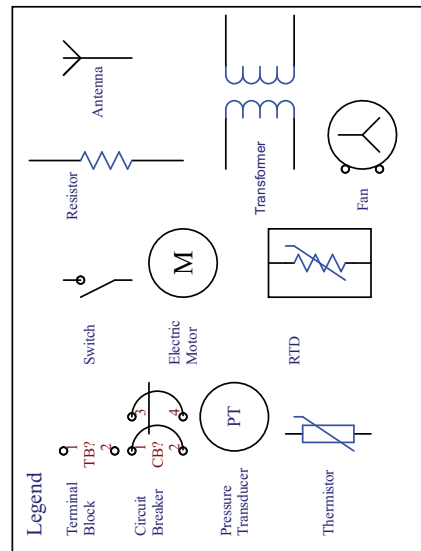 Legend
Terminal
Block
1
TB?
2
Circuit
Breaker
1
3
CB?
2
4
Pressure
Transducer
PT
Thermistor
Switch
Electric
Motor
M
RTD
Resistor
Antenna
Transformer
Fan